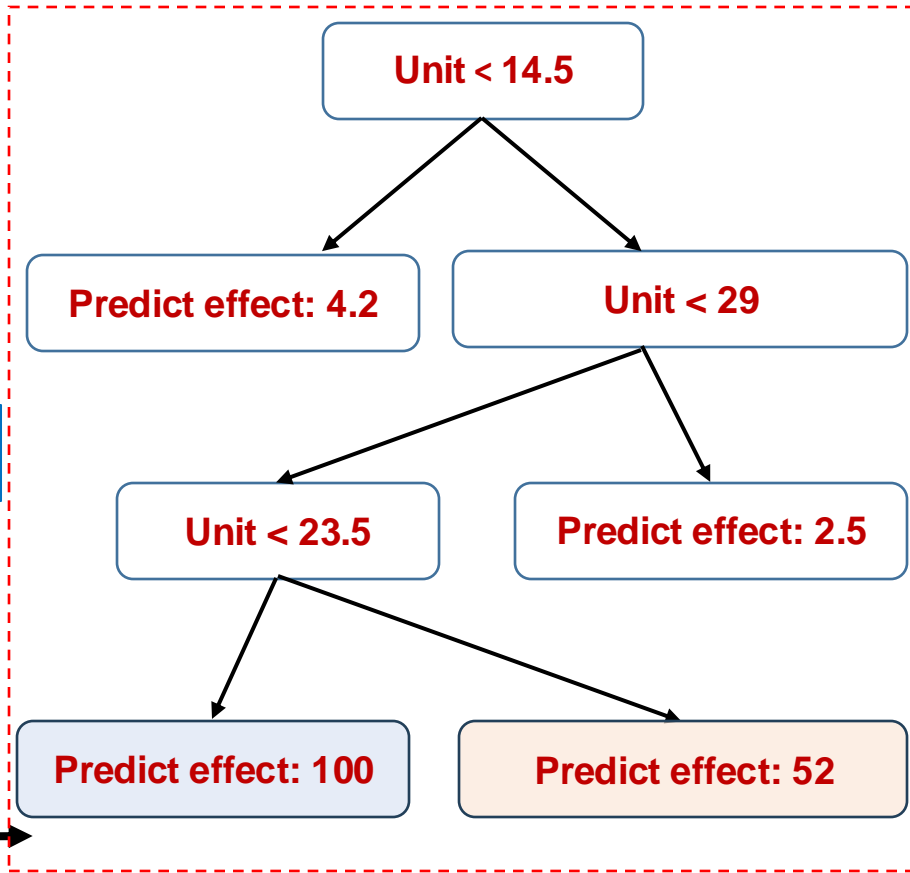 Unit < 14.5
Predict effect: 4.2
Unit < 29
Unit < 23.5
Predict effect: 2.5
Predict effect: 100
Predict effect: 52